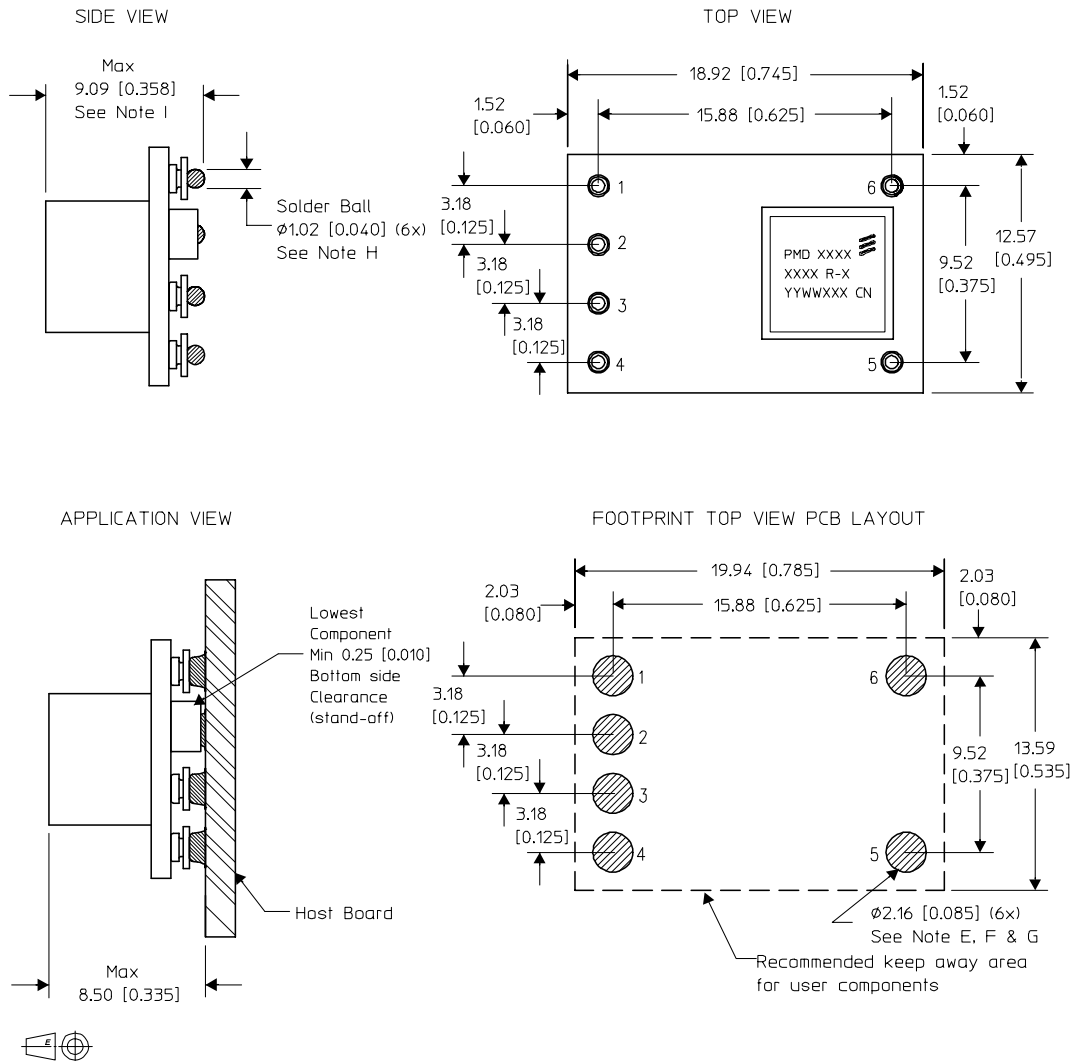 SIDE VIEW
Max
9.09 [0.358]
See Note I
Solder Ball
ø1.02 [0.040] (6x)
See Note H
TOP VIEW
18.92 [0.745]
1.52
[0.060]
15.88 [0.625]
1.52
[0.060]
3.18
[0.125]
3.18
[0.125]
3.18
[0.125]
1
2
3
4
6
5
PMD XXXX
XXXX R-X
YYWWXXX CN
9.52
[0.375]
12.57
[0.495]
APPLICATION VIEW
Lowest
Component
Min 0.25 [0.010]
Bottom side
Clearance
(stand-off)
Host Board
Max
8.50 [0.335]
E
FOOTPRINT TOP VIEW PCB LAYOUT
19.94 [0.785]
2.03
[0.080]
15.88 [0.625]
2.03
[0.080]
3.18
[0.125]
3.18
[0.125]
3.18
[0.125]
1
2
3
4
6
5
9.52
[0.375]
13.59
[0.535]
ø2.16 [0.085] (6x)
See Note E, F & G
Recommended keep away area
for user components